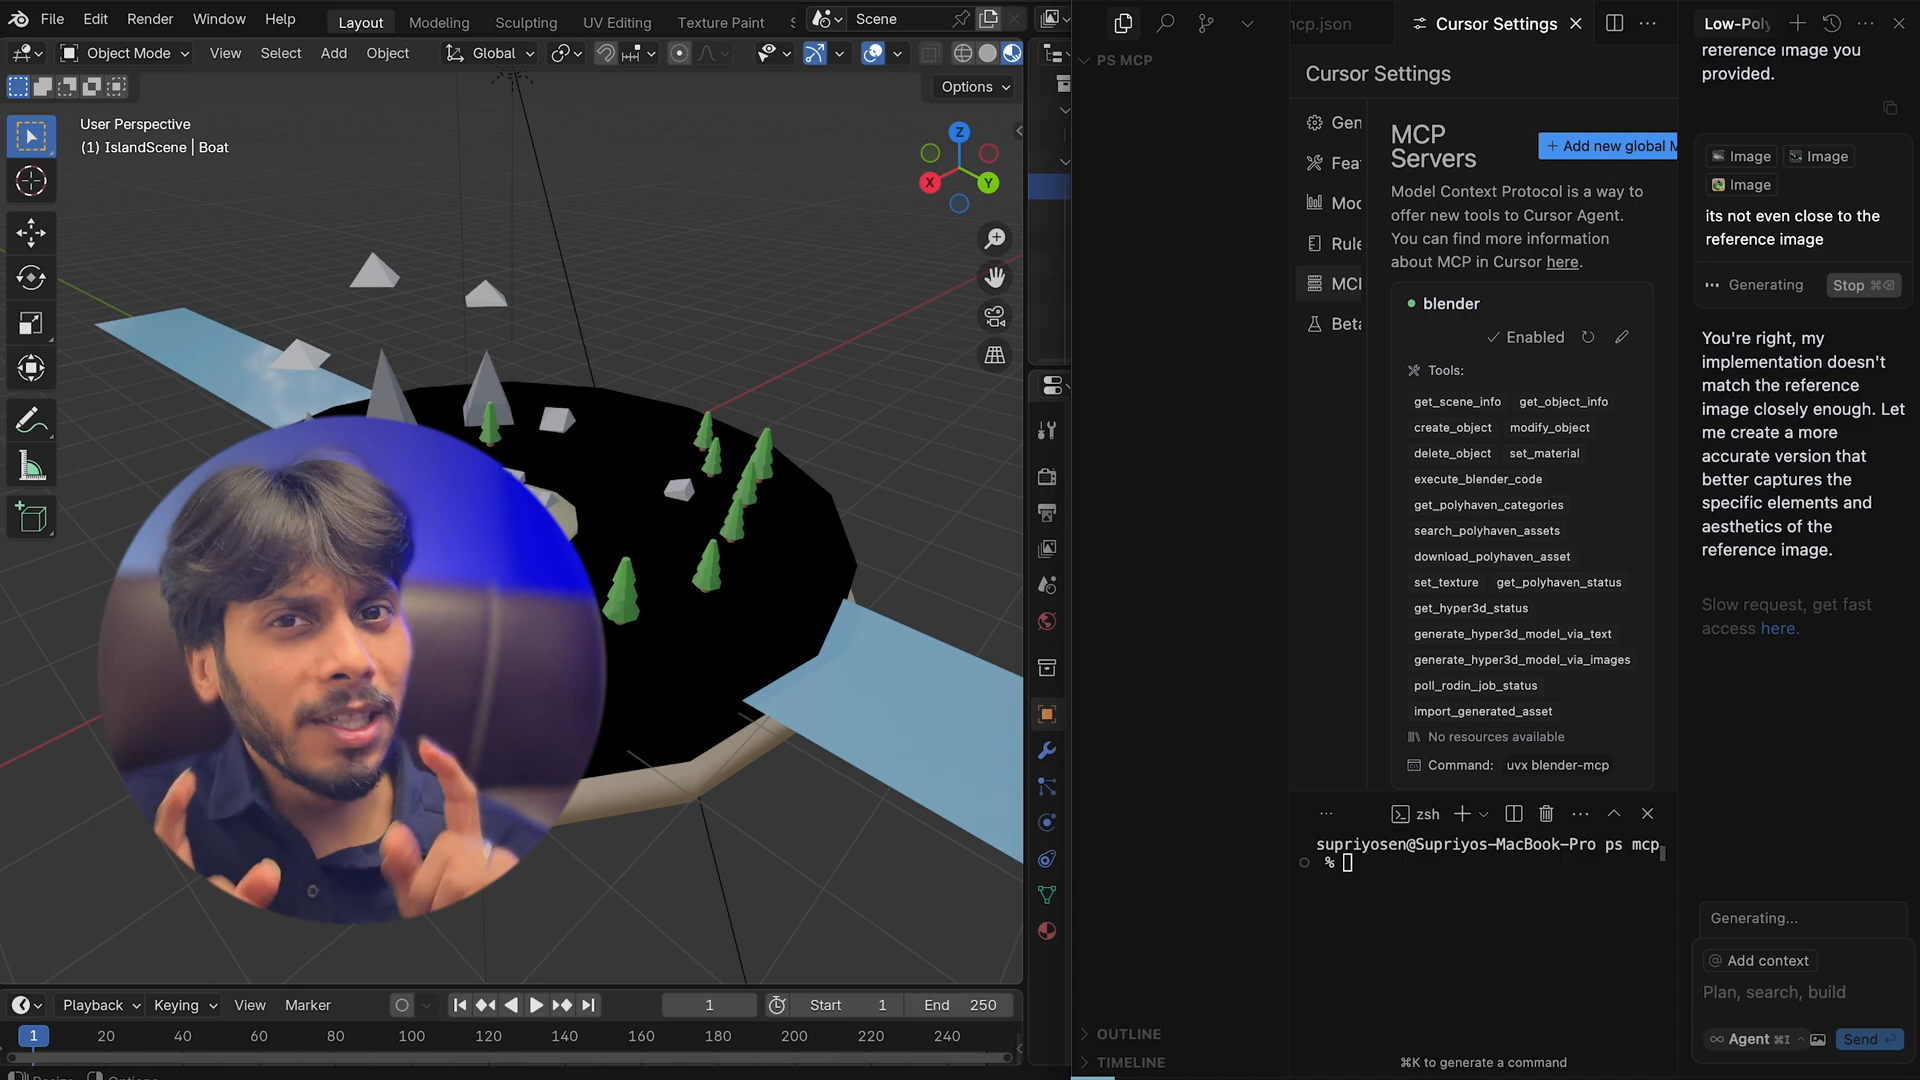 File Edit Render Window Help
Layout Modeling Sculpting UV Editing Texture Paint
Scene
Object Mode View Select Add Object
Global
Options
User Perspective
(1) IslandScene | Boat
Z
X
Y
Playback Keying View Marker
1
Start 1
End 250
1 20 40 60 80 100 120 140 160 180 200 220 240
PS MCP
OUTLINE
TIMELINE
mcp.json
Cursor Settings
Cursor Settings
Gen
Fea
Mod
Rule
MCI
Beta
MCP
Servers
+ Add new global M
Model Context Protocol is a way to
offer new tools to Cursor Agent.
You can find more information
about MCP in Cursor here.
blender
Enabled
Tools:
get_scene_info get_object_info
create_object modify_object
delete_object set_material
execute_blender_code
get_polyhaven_categories
search_polyhaven_assets
download_polyhaven_asset
set_texture get_polyhaven_status
get_hyper3d_status
generate_hyper3d_model_via_text
generate_hyper3d_model_via_images
poll_rodin_job_status
import_generated_asset
No resources available
Command: uvx blender-mcp
zsh
supriyosen@Supriyos-MacBook-Pro ps mcp
%
⌘K to generate a command
Low-Poly
reference image you
provided.
Image Image
Image
its not even close to the
reference image
Generating
Stop ⌘⌫
You're right, my
implementation doesn't
match the reference
image closely enough. Let
me create a more
accurate version that
better captures the
specific elements and
aesthetics of the
reference image.
Slow request, get fast
access here.
Generating...
@ Add context
Plan, search, build
∞ Agent ⌘I
Send